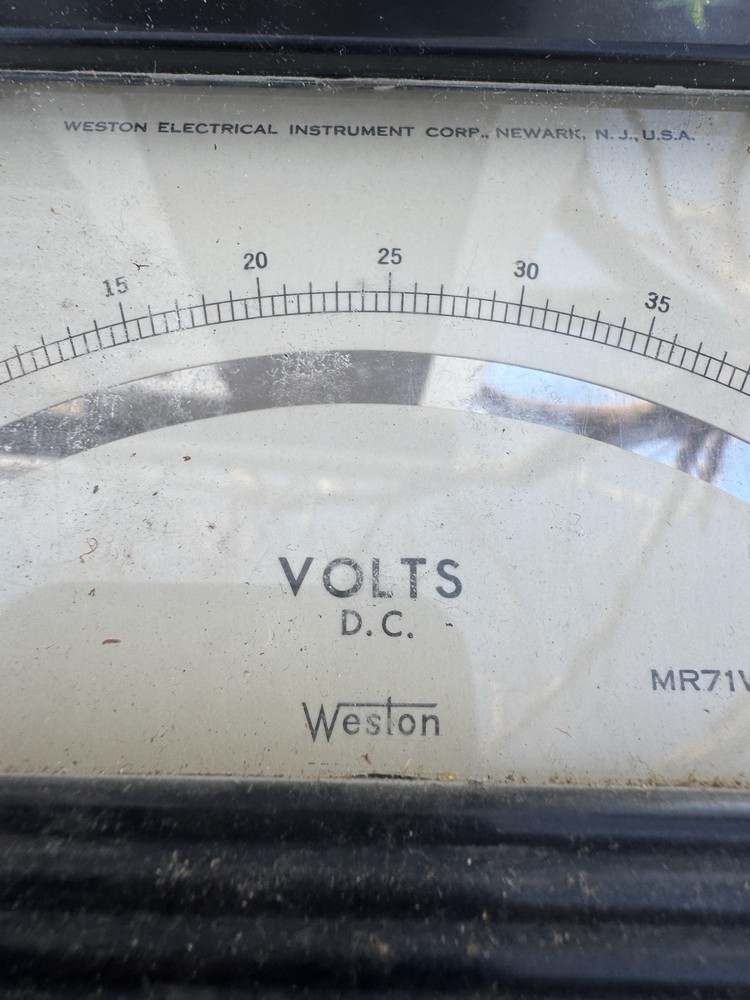 WESTON ELECTRICAL INSTRUMENT CORP., NEWARK, N. J., U.S.A.
15 20 25 30 35
VOLTS
D.C.
MR71V
Weston